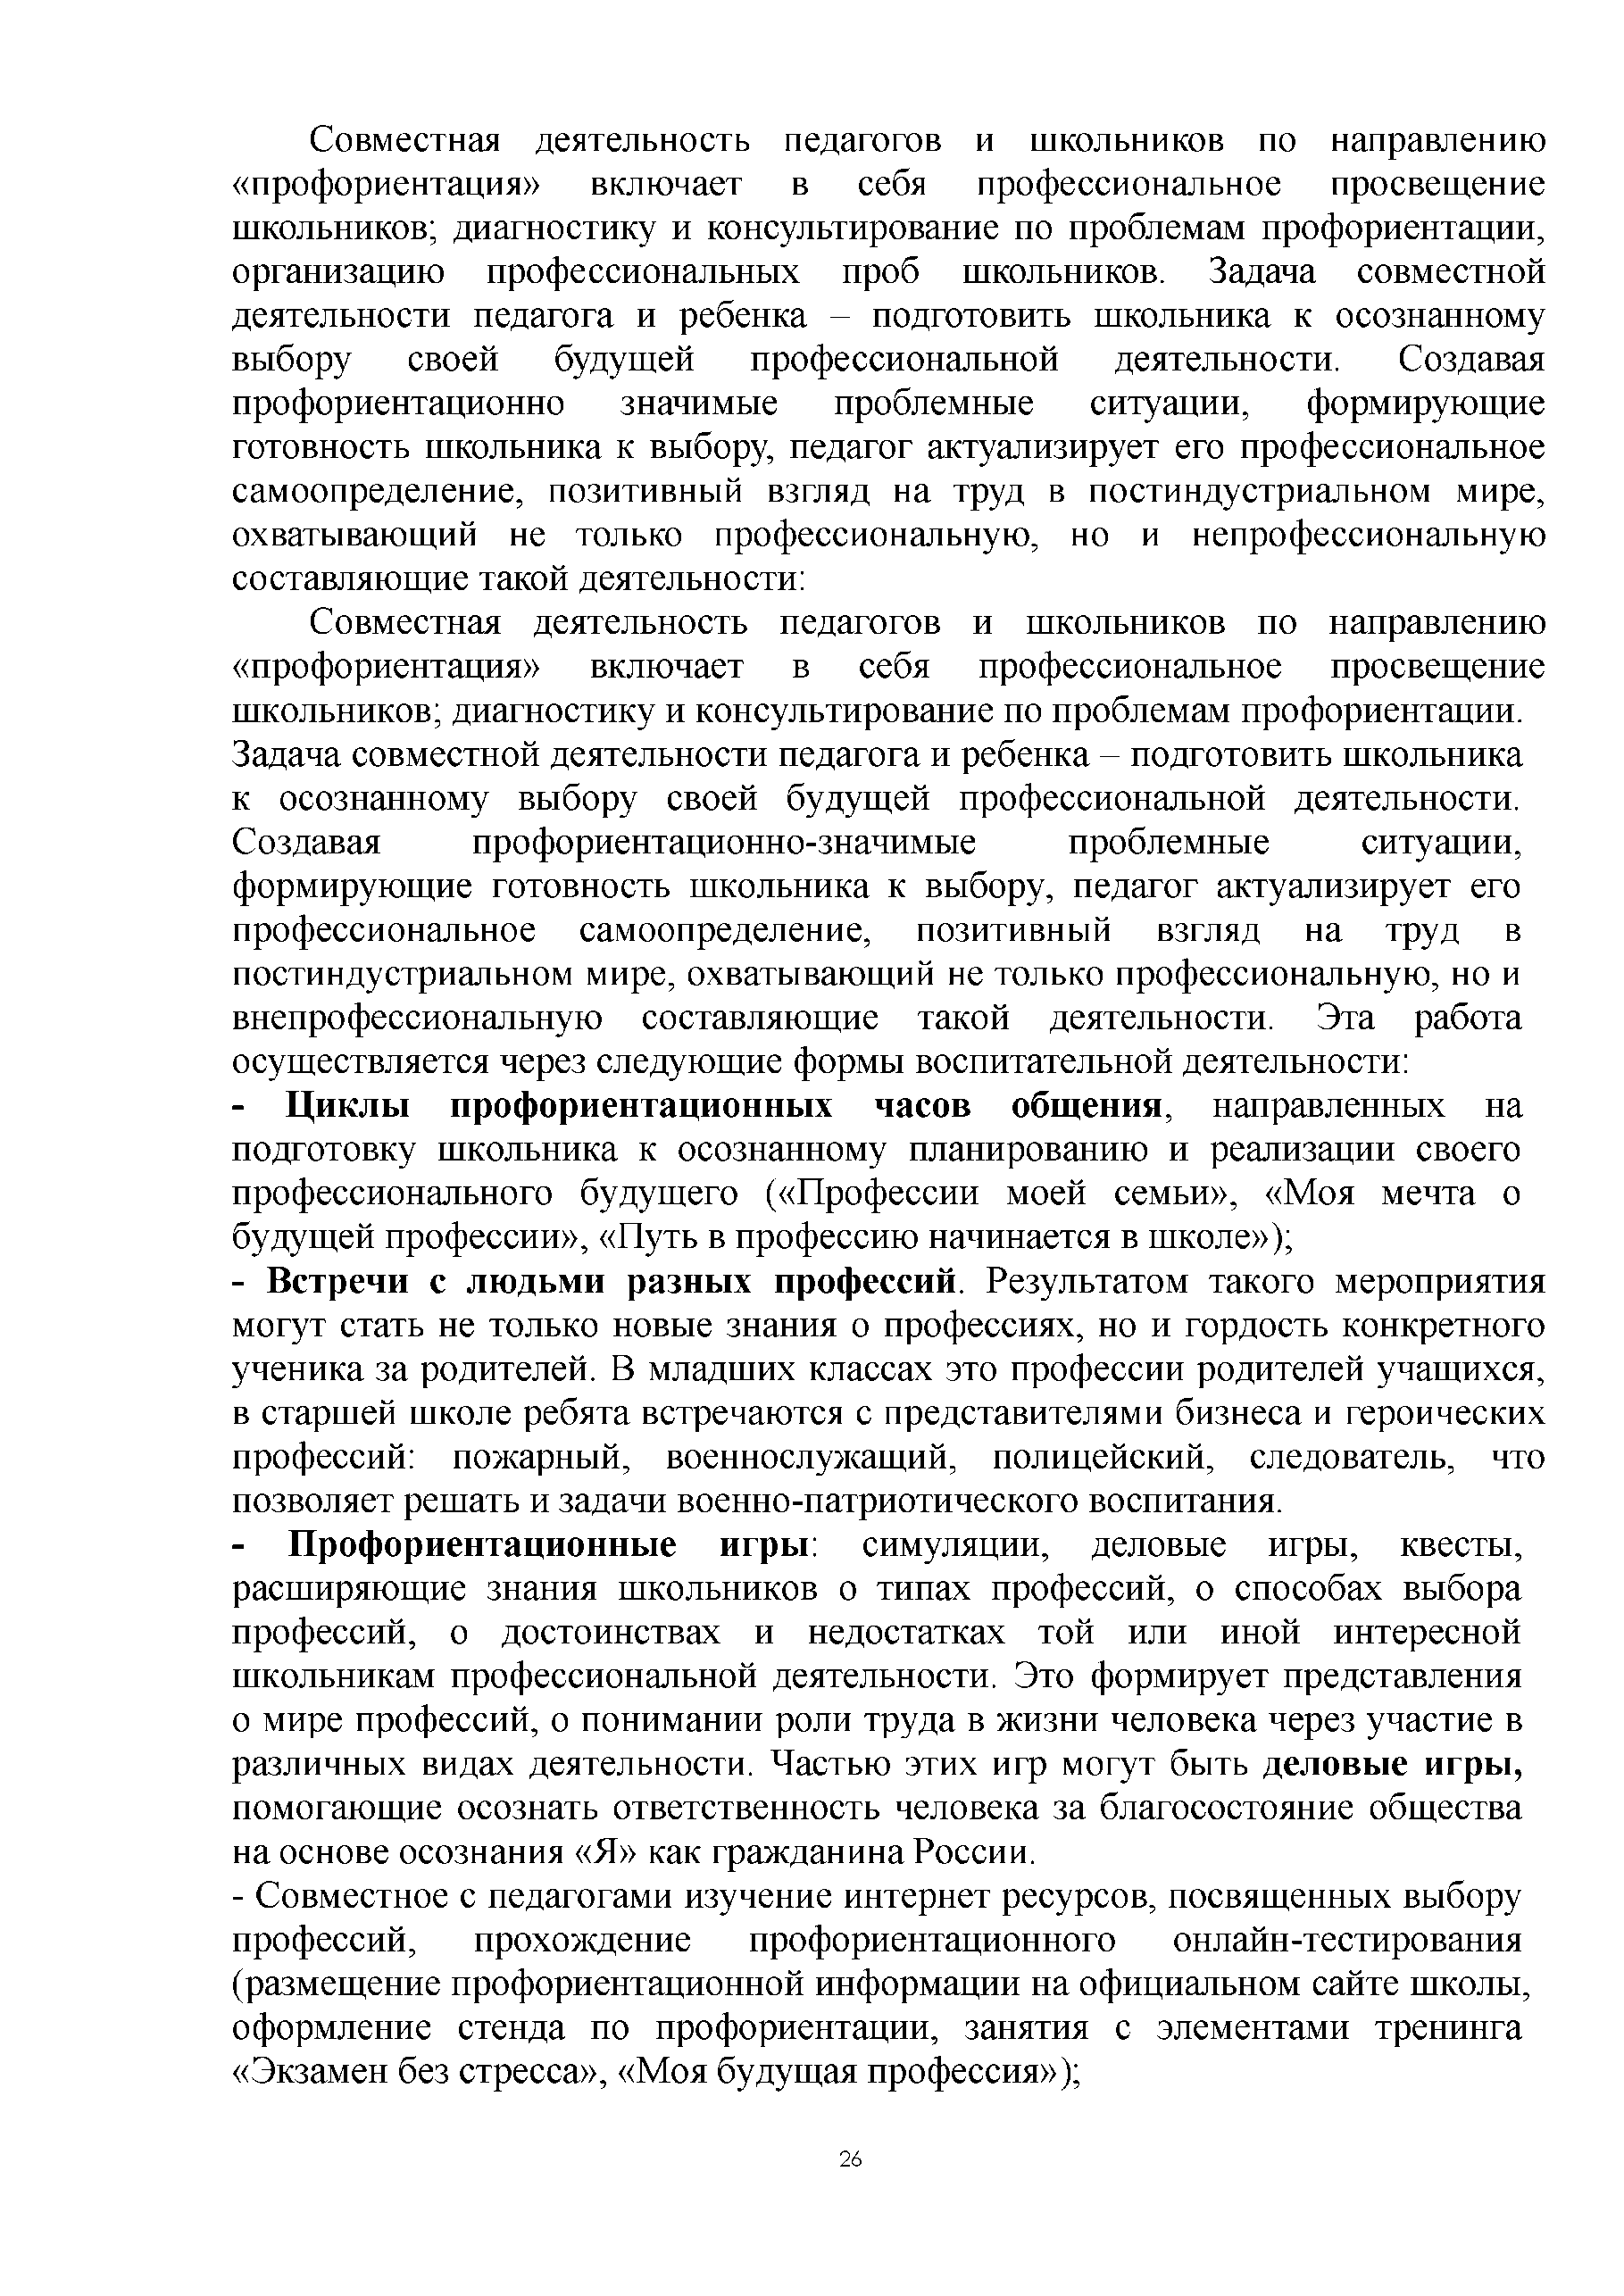 Совместная деятельность педагогов и школьников по направлению
«профориентация» включает в себя профессиональное просвещение
школьников; диагностику и консультирование по проблемам профориентации,
организацию профессиональных проб школьников. Задача совместной
деятельности педагога и ребенка – подготовить школьника к осознанному
выбору своей будущей профессиональной деятельности. Создавая
профориентационно значимые проблемные ситуации, формирующие
готовность школьника к выбору, педагог актуализирует его профессиональное
самоопределение, позитивный взгляд на труд в постиндустриальном мире,
охватывающий не только профессиональную, но и непрофессиональную
составляющие такой деятельности:
Совместная деятельность педагогов и школьников по направлению
«профориентация» включает в себя профессиональное просвещение
школьников; диагностику и консультирование по проблемам профориентации.
Задача совместной деятельности педагога и ребенка – подготовить школьника
к осознанному выбору своей будущей профессиональной деятельности.
Создавая профориентационно-значимые проблемные ситуации,
формирующие готовность школьника к выбору, педагог актуализирует его
профессиональное самоопределение, позитивный взгляд на труд в
постиндустриальном мире, охватывающий не только профессиональную, но и
внепрофессиональную составляющие такой деятельности. Эта работа
осуществляется через следующие формы воспитательной деятельности:
- Циклы профориентационных часов общения, направленных на
подготовку школьника к осознанному планированию и реализации своего
профессионального будущего («Профессии моей семьи», «Моя мечта о
будущей профессии», «Путь в профессию начинается в школе»);
- Встречи с людьми разных профессий. Результатом такого мероприятия
могут стать не только новые знания о профессиях, но и гордость конкретного
ученика за родителей. В младших классах это профессии родителей учащихся,
в старшей школе ребята встречаются с представителями бизнеса и героических
профессий: пожарный, военнослужащий, полицейский, следователь, что
позволяет решать и задачи военно-патриотического воспитания.
- Профориентационные игры: симуляции, деловые игры, квесты,
расширяющие знания школьников о типах профессий, о способах выбора
профессий, о достоинствах и недостатках той или иной интересной
школьникам профессиональной деятельности. Это формирует представления
о мире профессий, о понимании роли труда в жизни человека через участие в
различных видах деятельности. Частью этих игр могут быть деловые игры,
помогающие осознать ответственность человека за благосостояние общества
на основе осознания «Я» как гражданина России.
- Совместное с педагогами изучение интернет ресурсов, посвященных выбору
профессий, прохождение профориентационного онлайн-тестирования
(размещение профориентационной информации на официальном сайте школы,
оформление стенда по профориентации, занятия с элементами тренинга
«Экзамен без стресса», «Моя будущая профессия»);
26